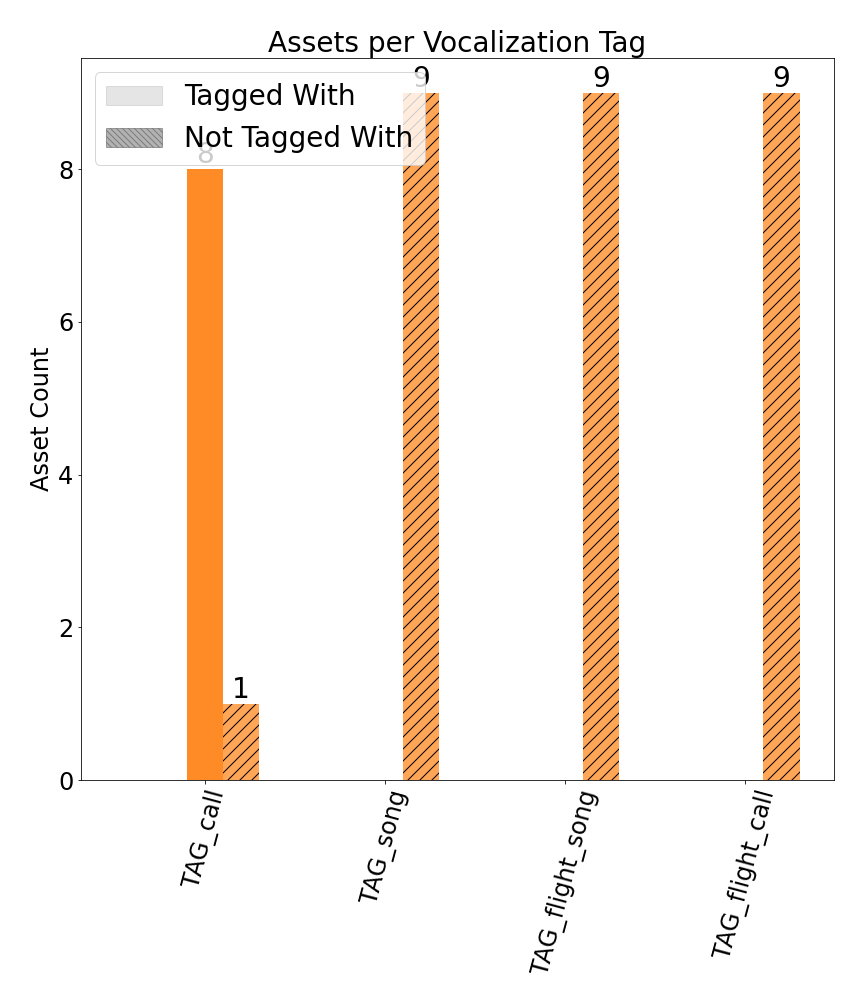 Assets per Vocalization Tag
Tagged With
Not Tagged With
8
1
9
9
9
Asset Count
8
6
4
2
0
TAG_call
TAG_song
TAG_flight_song
TAG_flight_call